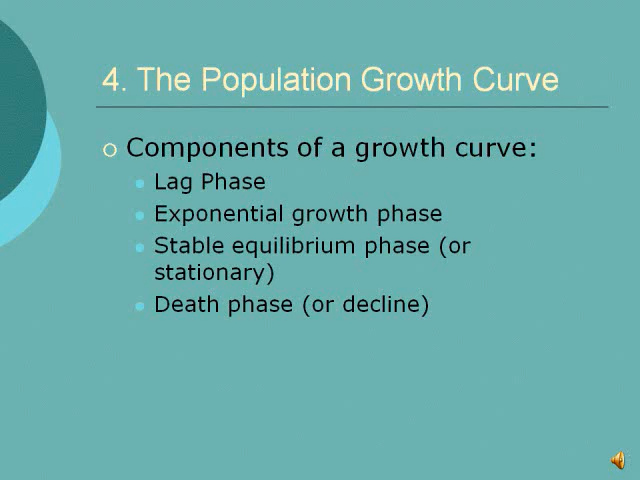 4. The Population Growth Curve
Components of a growth curve:
Lag Phase
Exponential growth phase
Stable equilibrium phase (or
stationary)
Death phase (or decline)